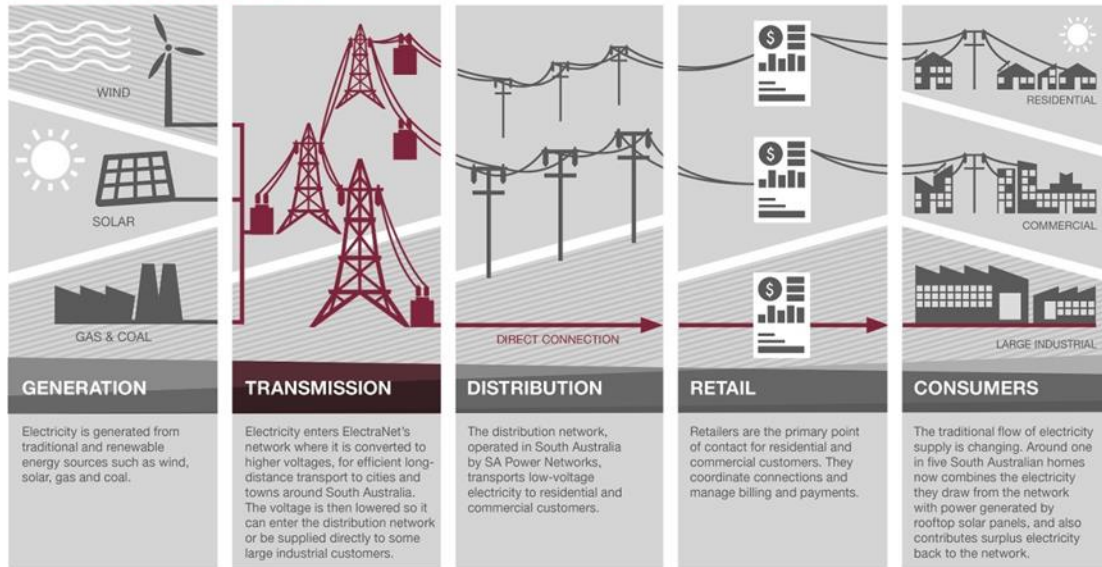 WIND
SOLAR
GAS & COAL
DIRECT CONNECTION
$
$
$
RESIDENTIAL
COMMERCIAL
LARGE INDUSTRIAL
GENERATION
Electricity is generated from
traditional and renewable
energy sources such as wind,
solar, gas and coal.
TRANSMISSION
Electricity enters ElectraNet's
network where it is converted to
higher voltages, for efficient long-
distance transport to cities and
towns around South Australia.
The voltage is then lowered so it
can enter the distribution network
or be supplied directly to some
large industrial customers.
DISTRIBUTION
The distribution network,
operated in South Australia
by SA Power Networks,
transports low-voltage
electricity to residential and
commercial customers.
RETAIL
Retailers are the primary point
of contact for residential and
commercial customers. They
coordinate connections and
manage billing and payments.
CONSUMERS
The traditional flow of electricity
supply is changing. Around one
in five South Australian homes
now combines the electricity
they draw from the network
with power generated by
rooftop solar panels, and also
contributes surplus electricity
back to the network.